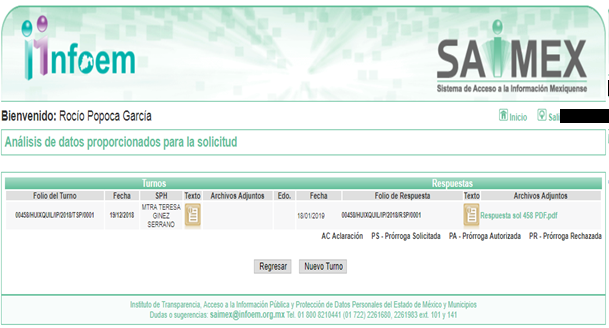 infoem
SAIMEX
Sistema de Acceso a la Información Mexiquense
Bienvenido: Rocío Popoca García
Inicio
Análisis de datos proporcionados para la solicitud
Turnos Respuestas
Folio del Turno Fecha SPH Texto Archivos Adjuntos Edo. Fecha Folio de Respuesta Texto Archivos Adjuntos
00458/HUIXQUIL/IP/2018/TSP/0001 19/12/2018 MTRA TERESA GINEZ SERRANO 18/01/2019 00458/HUIXQUIL/IP/2018/RSP/0001 Respuesta sol 458 PDF.pdf
AC Aclaración PS - Prórroga Solicitada PA - Prórroga Autorizada PR - Prórroga Rechazada
Regresar Nuevo Turno
Instituto de Transparencia, Acceso a la Información Pública y Protección de Datos Personales del Estado de México y Municipios
Dudas o sugerencias: saimex@infoem.org.mx Tel. 01 800 8210441 (01 722) 2261680, 2261983 ext. 101 y 141